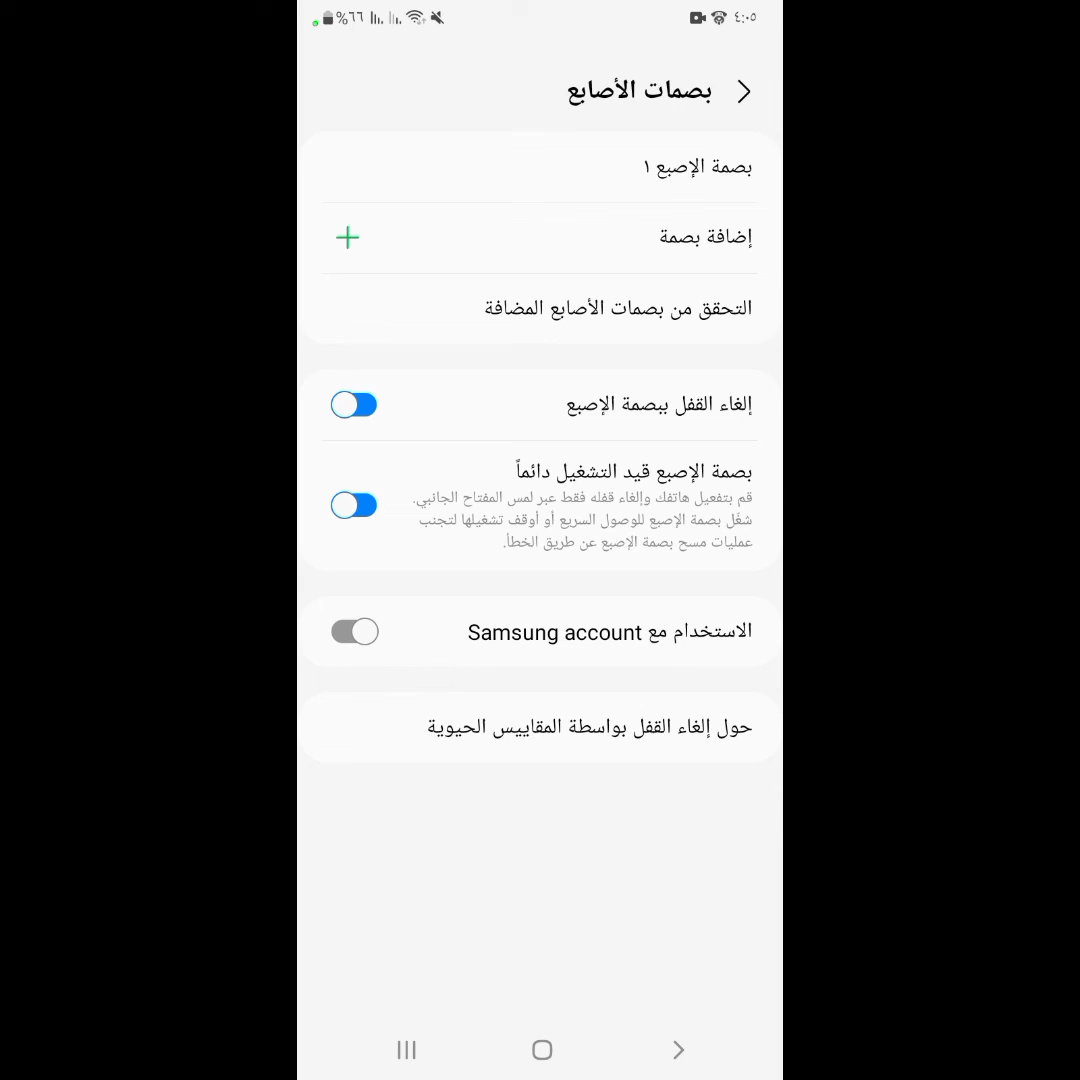 ٤:٠٥
%٦٦
بصمات الأصابع
بصمة الإصبع ١
إضافة بصمة
التحقق من بصمات الأصابع المضافة
إلغاء القفل ببصمة الإصبع
بصمة الإصبع قيد التشغيل دائماً
قم بتفعيل هاتفك وإلغاء قفله فقط عبر لمس المفتاح الجانبي.
شغّل بصمة الإصبع للوصول السريع أو أوقف تشغيلها لتجنب
عمليات مسح بصمة الإصبع عن طريق الخطأ.
الاستخدام مع Samsung account
حول إلغاء القفل بواسطة المقاييس الحيوية